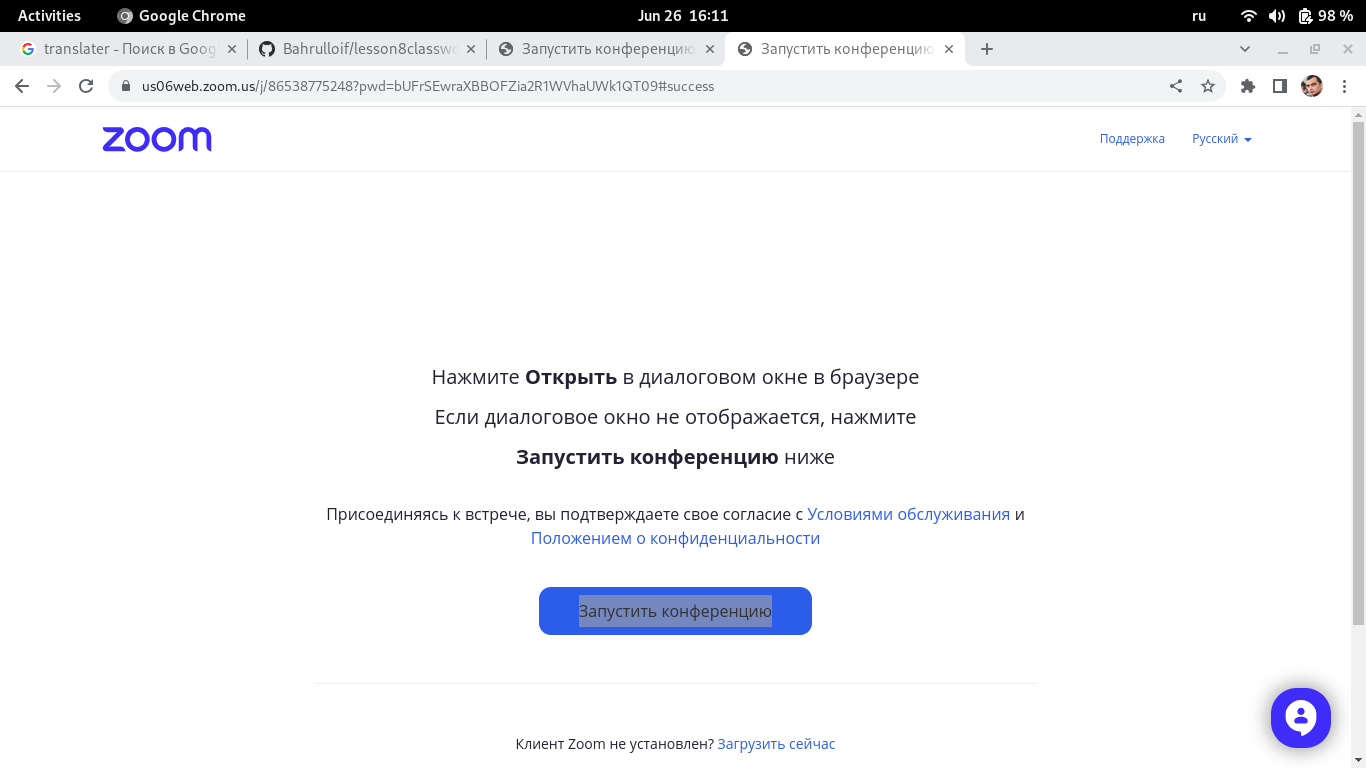 Activities Google Chrome Jun 26 16:11 ru 98 %
translater - Поиск в Goog Bahrulloif/lesson8classwo Запустить конференцию Запустить конференцию
us06web.zoom.us/j/86538775248?pwd=bUFrSEwraXBBOFZia2R1WVhaUWk1QT09#success
zoom Поддержка Русский
Нажмите Открыть в диалоговом окне в браузере
Если диалоговое окно не отображается, нажмите
Запустить конференцию ниже
Присоединяясь к встрече, вы подтверждаете свое согласие с Условиями обслуживания и
Положением о конфиденциальности
Запустить конференцию
Клиент Zoom не установлен? Загрузить сейчас